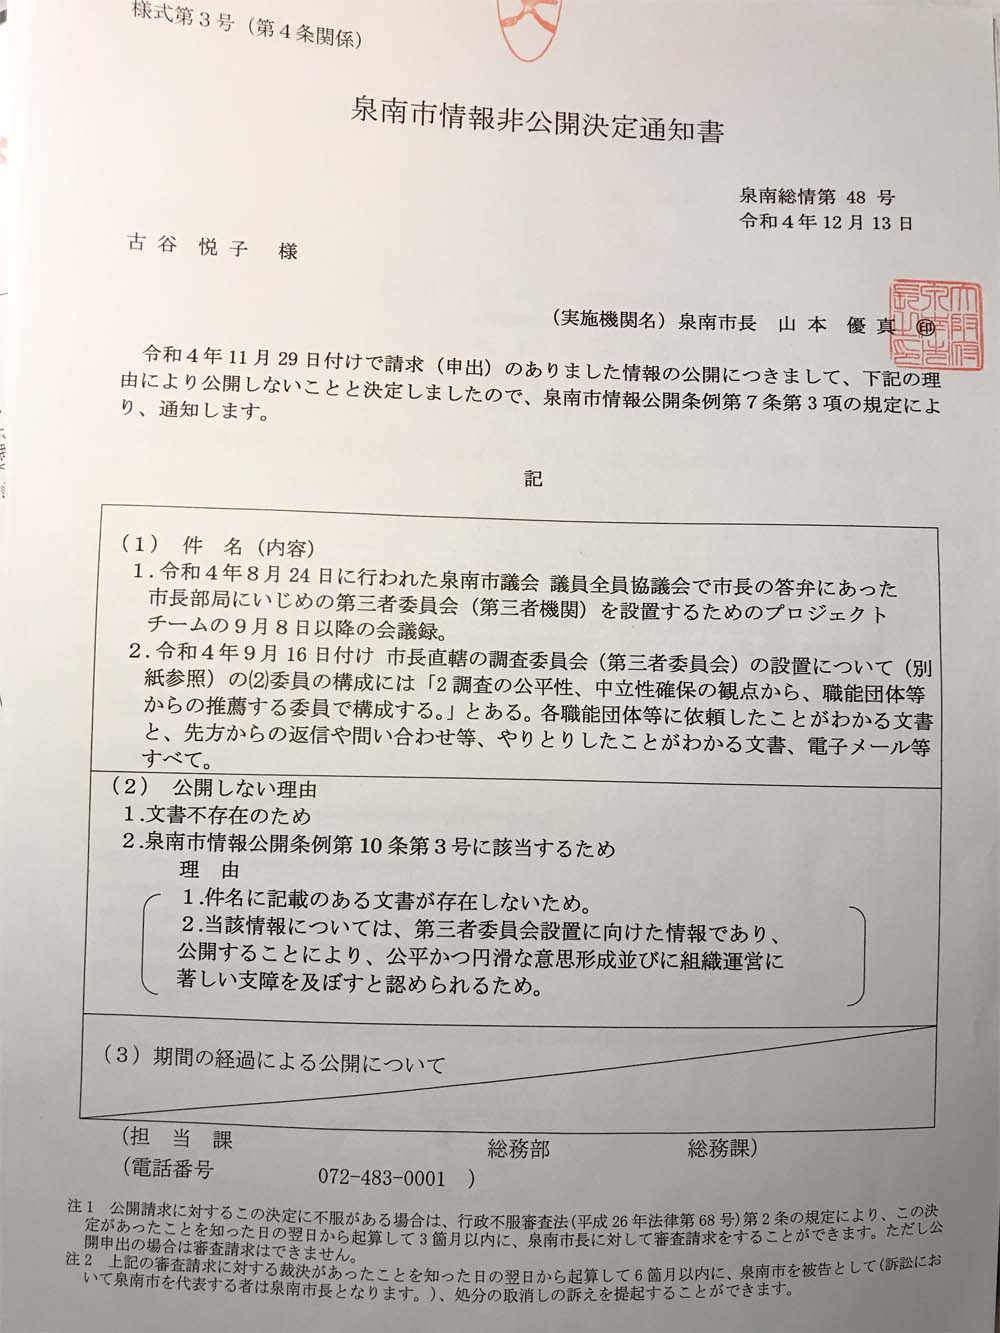 様式第３号（第４条関係）
泉南市情報非公開決定通知書
泉南総情第 48 号
令和４年12月13日
古谷 悦子 様
（実施機関名）泉南市長 山本 優真 ㊞
令和４年11月29日付けで請求（申出）のありました情報の公開につきまして、下記の理
由により公開しないことと決定しましたので、泉南市情報公開条例第７条第３項の規定によ
り、通知します。
記
（１） 件 名（内容）
１.令和４年８月24日に行われた泉南市議会 議員全員協議会で市長の答弁にあった
市長部局にいじめの第三者委員会（第三者機関）を設置するためのプロジェクト
チームの９月８日以降の会議録。
２.令和４年９月16日付け 市長直轄の調査委員会（第三者委員会）の設置について（別
紙参照）の⑵委員の構成には「2 調査の公平性、中立性確保の観点から、職能団体等
からの推薦する委員で構成する。」とある。各職能団体等に依頼したことがわかる文書
と、先方からの返信や問い合わせ等、やりとりしたことがわかる文書、電子メール等
すべて。
（２） 公開しない理由
１.文書不存在のため
２.泉南市情報公開条例第10条第３号に該当するため
理 由
１.件名に記載のある文書が存在しないため。
２.当該情報については、第三者委員会設置に向けた情報であり、
公開することにより、公平かつ円滑な意思形成並びに組織運営に
著しい支障を及ぼすと認められるため。
（３）期間の経過による公開について
（担 当 課 総務部 総務課）
（電話番号 072-483-0001 ）
注１ 公開請求に対するこの決定に不服がある場合は、行政不服審査法(平成26年法律第68号)第２条の規定により、この決
定があったことを知った日の翌日から起算して３箇月以内に、泉南市長に対して審査請求をすることができます。ただし公
開申出の場合は審査請求はできません。
注２ 上記の審査請求に対する裁決があったことを知った日の翌日から起算して６箇月以内に、泉南市を被告として(訴訟にお
いて泉南市を代表する者は泉南市長となります。)、処分の取消しの訴えを提起することができます。